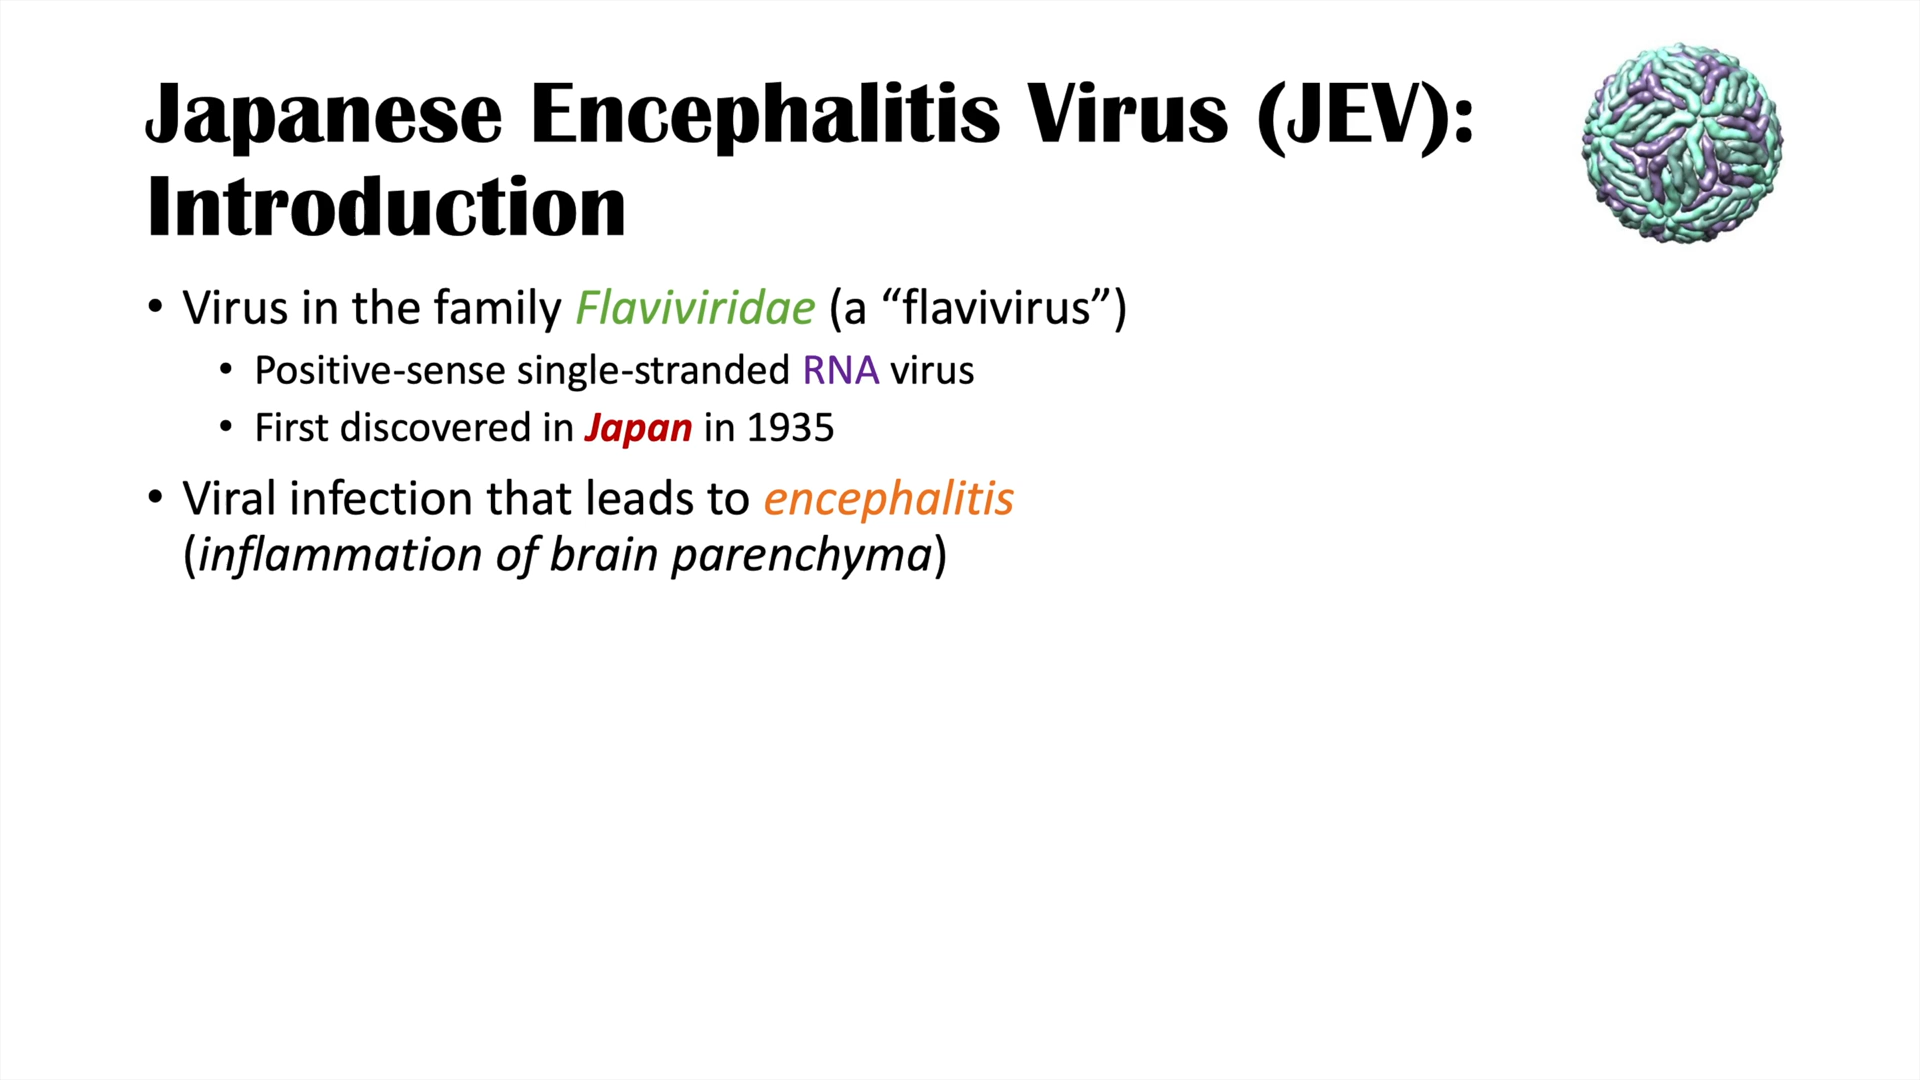 Japanese Encephalitis Virus (JEV):
Introduction
• Virus in the family Flaviviridae (a “flavivirus”)
• Positive-sense single-stranded RNA virus
• First discovered in Japan in 1935
• Viral infection that leads to encephalitis
(inflammation of brain parenchyma)